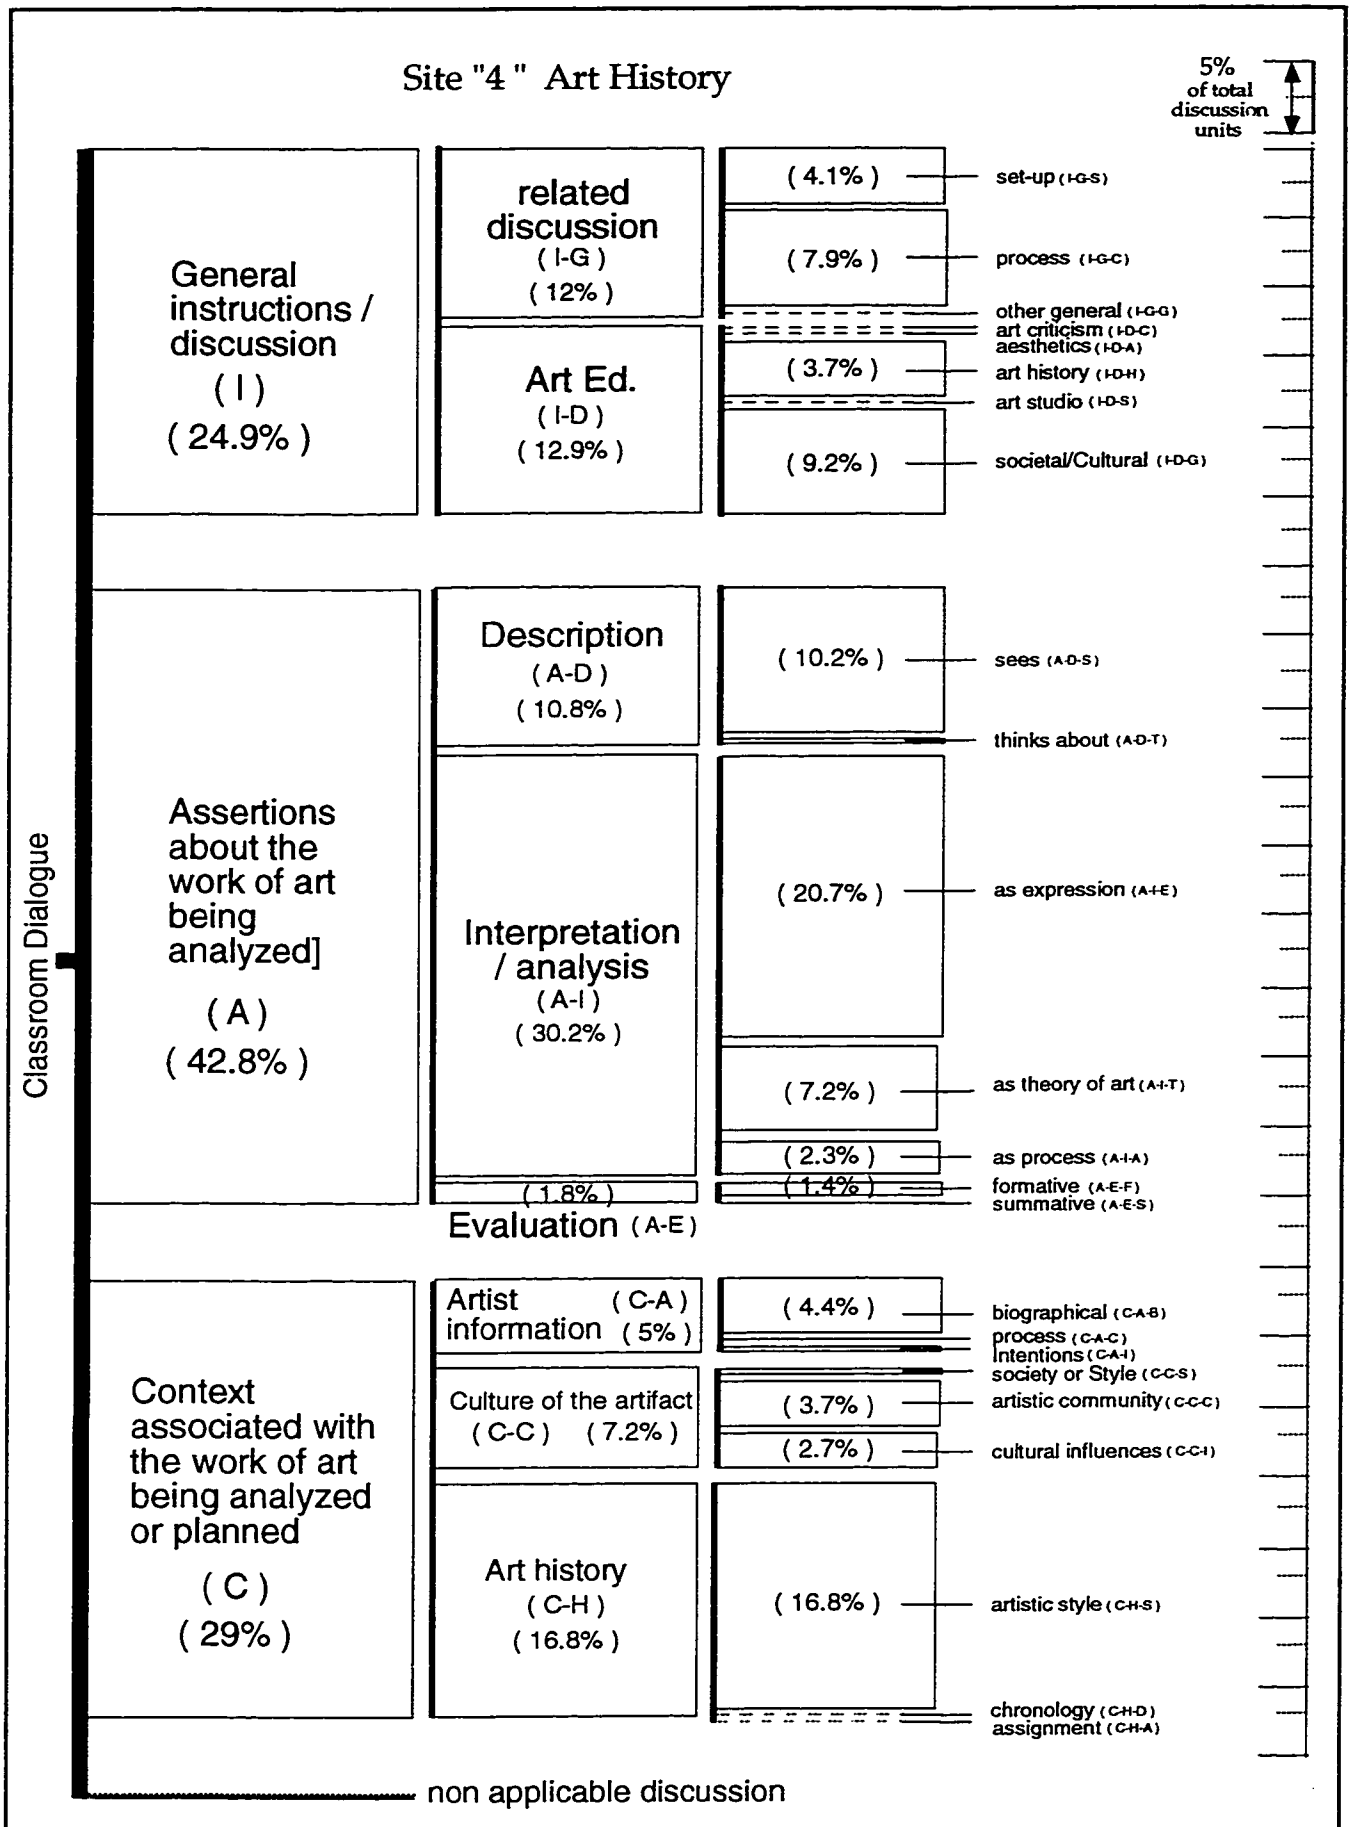 Site "4 " Art History
5%
of total
discussion
units
Classroom Dialogue
General
instructions /
discussion
( I )
( 24.9% )
related
discussion
( I-G )
( 12% )
Art Ed.
( I-D )
( 12.9% )
( 4.1% )
set-up ( I-G-S )
( 7.9% )
process ( I-G-C )
other general ( I-G-G )
art criticism ( I-D-C )
aesthetics ( I-D-A )
( 3.7% )
art history ( I-D-H )
art studio ( I-D-S )
( 9.2% )
societal/Cultural ( I-D-G )
Assertions
about the
work of art
being
analyzed]
( A )
( 42.8% )
Description
( A-D )
( 10.8% )
Interpretation
/ analysis
( A-I )
( 30.2% )
( 1.8% )
Evaluation ( A-E )
( 10.2% )
sees ( A-D-S )
thinks about ( A-D-T )
( 20.7% )
as expression ( A-I-E )
( 7.2% )
as theory of art ( A-I-T )
( 2.3% )
as process ( A-I-A )
( 1.4% )
formative ( A-E-F )
summative ( A-E-S )
Context
associated with
the work of art
being analyzed
or planned
( C )
( 29% )
Artist ( C-A )
information ( 5% )
Culture of the artifact
( C-C ) ( 7.2% )
Art history
( C-H )
( 16.8% )
( 4.4% )
biographical ( C-A-B )
process ( C-A-C )
Intentions ( C-A-I )
society or Style ( C-C-S )
( 3.7% )
artistic community ( C-C-C )
( 2.7% )
cultural influences ( C-C-I )
( 16.8% )
artistic style ( C-H-S )
chronology ( C-H-D )
assignment ( C-H-A )
non applicable discussion